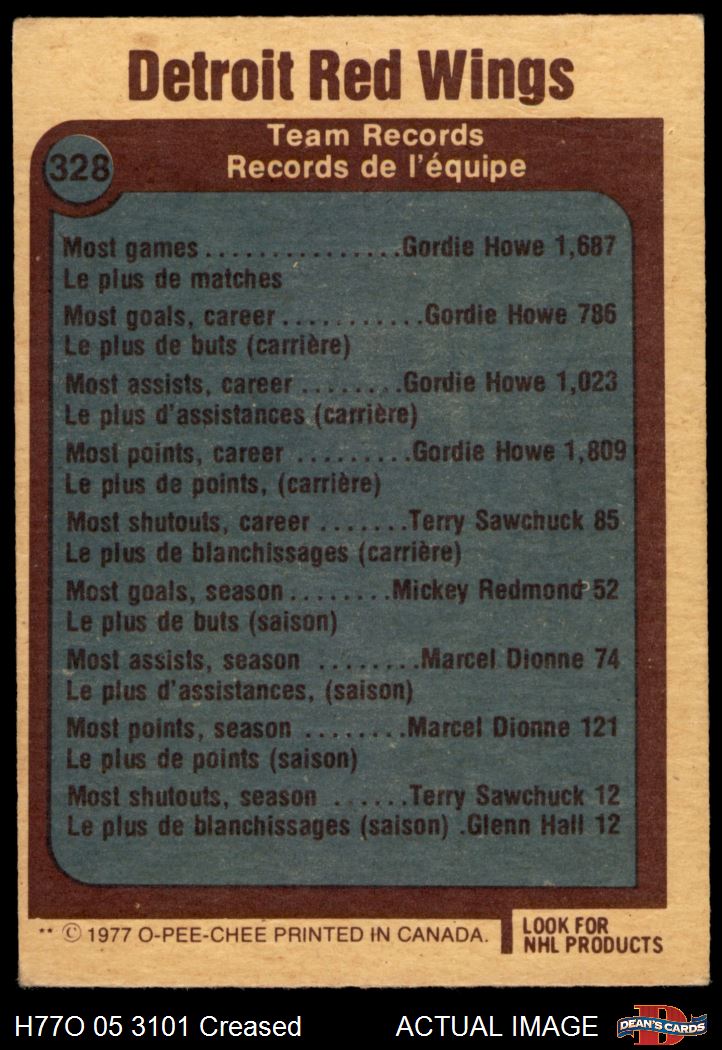 Detroit Red Wings
328
Team Records
Records de l'équipe
Most games...............Gordie Howe 1,687
Le plus de matches
Most goals, career...........Gordie Howe 786
Le plus de buts (carrière)
Most assists, career ........Gordie Howe 1,023
Le plus d'assistances (carrière)
Most points, career .........Gordie Howe 1,809
Le plus de points, (carrière)
Most shutouts, career .......Terry Sawchuck 85
Le plus de blanchissages (carrière)
Most goals, season........Mickey Redmond 52
Le plus de buts (saison)
Most assists, season ........Marcel Dionne 74
Le plus d'assistances, (saison)
Most points, season ........Marcel Dionne 121
Le plus de points (saison)
Most shutouts, season ......Terry Sawchuck 12
Le plus de blanchissages (saison) .Glenn Hall 12
** © 1977 O-PEE-CHEE PRINTED IN CANADA.
LOOK FOR
NHL PRODUCTS
H77O 05 3101 Creased
ACTUAL IMAGE
D
DEAN'S CARDS